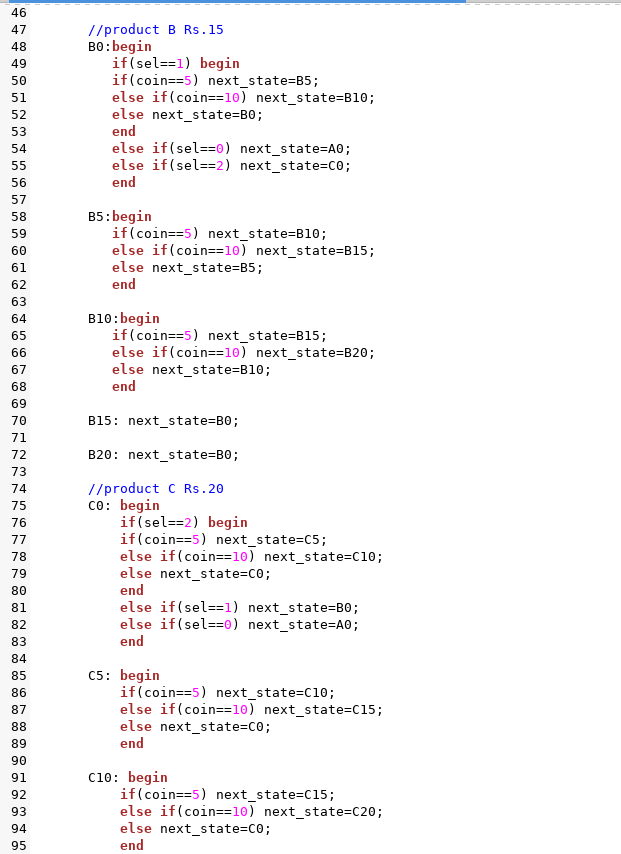 46
47 //product B Rs.15
48 B0:begin
49 if(sel==1) begin
50 if(coin==5) next_state=B5;
51 else if(coin==10) next_state=B10;
52 else next_state=B0;
53 end
54 else if(sel==0) next_state=A0;
55 else if(sel==2) next_state=C0;
56 end
57
58 B5:begin
59 if(coin==5) next_state=B10;
60 else if(coin==10) next_state=B15;
61 else next_state=B5;
62 end
63
64 B10:begin
65 if(coin==5) next_state=B15;
66 else if(coin==10) next_state=B20;
67 else next_state=B10;
68 end
69
70 B15: next_state=B0;
71
72 B20: next_state=B0;
73
74 //product C Rs.20
75 C0: begin
76 if(sel==2) begin
77 if(coin==5) next_state=C5;
78 else if(coin==10) next_state=C10;
79 else next_state=C0;
80 end
81 else if(sel==1) next_state=B0;
82 else if(sel==0) next_state=A0;
83 end
84
85 C5: begin
86 if(coin==5) next_state=C10;
87 else if(coin==10) next_state=C15;
88 else next_state=C0;
89 end
90
91 C10: begin
92 if(coin==5) next_state=C15;
93 else if(coin==10) next_state=C20;
94 else next_state=C0;
95 end